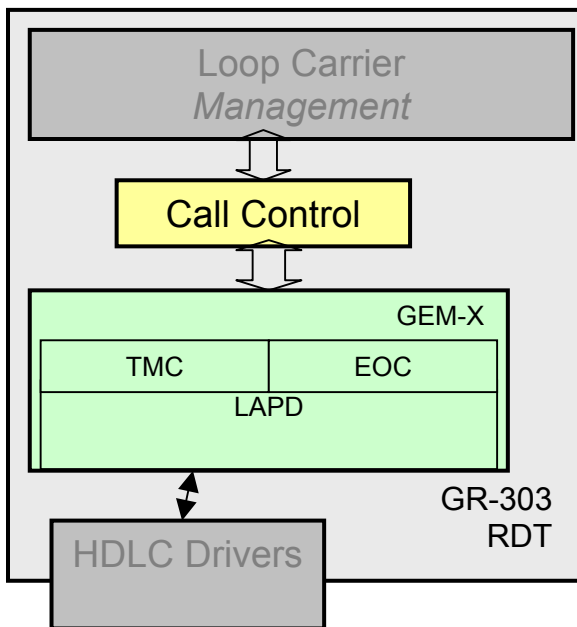 Loop Carrier
Management
Call Control
GEM-X
TMC
EOC
LAPD
GR-303
RDT
HDLC Drivers